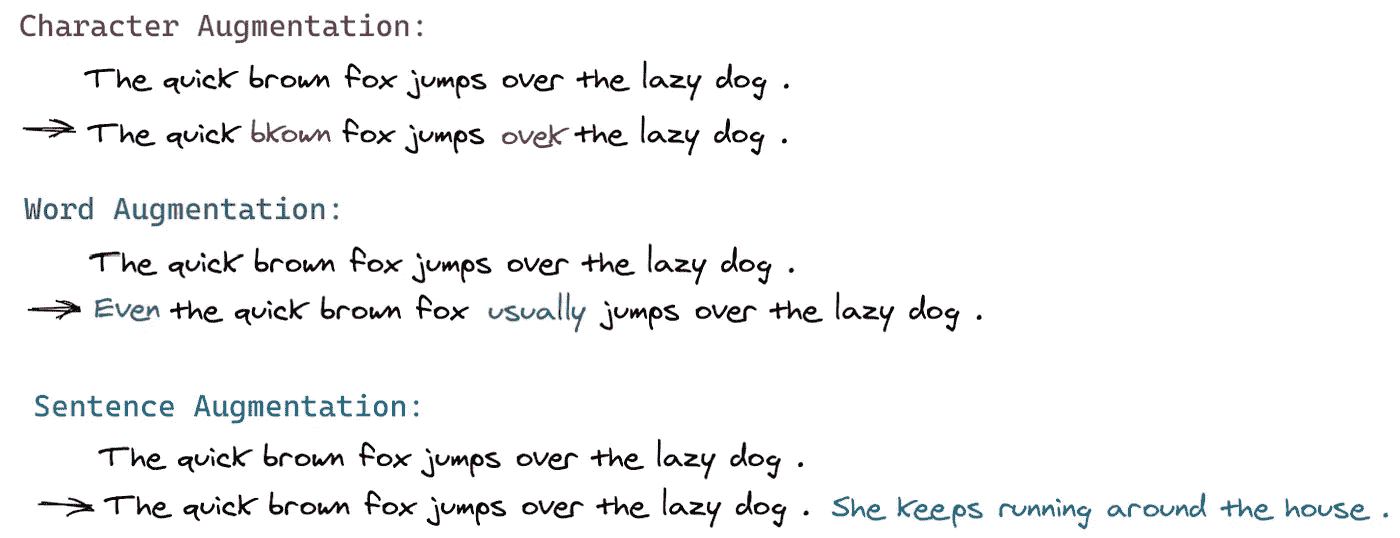 Character Augmentation:
The quick brown fox jumps over the lazy dog .
→ The quick bkown fox jumps ovek the lazy dog .
Word Augmentation:
The quick brown fox jumps over the lazy dog .
→ Even the quick brown fox usually jumps over the lazy dog .
Sentence Augmentation:
The quick brown fox jumps over the lazy dog .
→ The quick brown fox jumps over the lazy dog . She keeps running around the house .